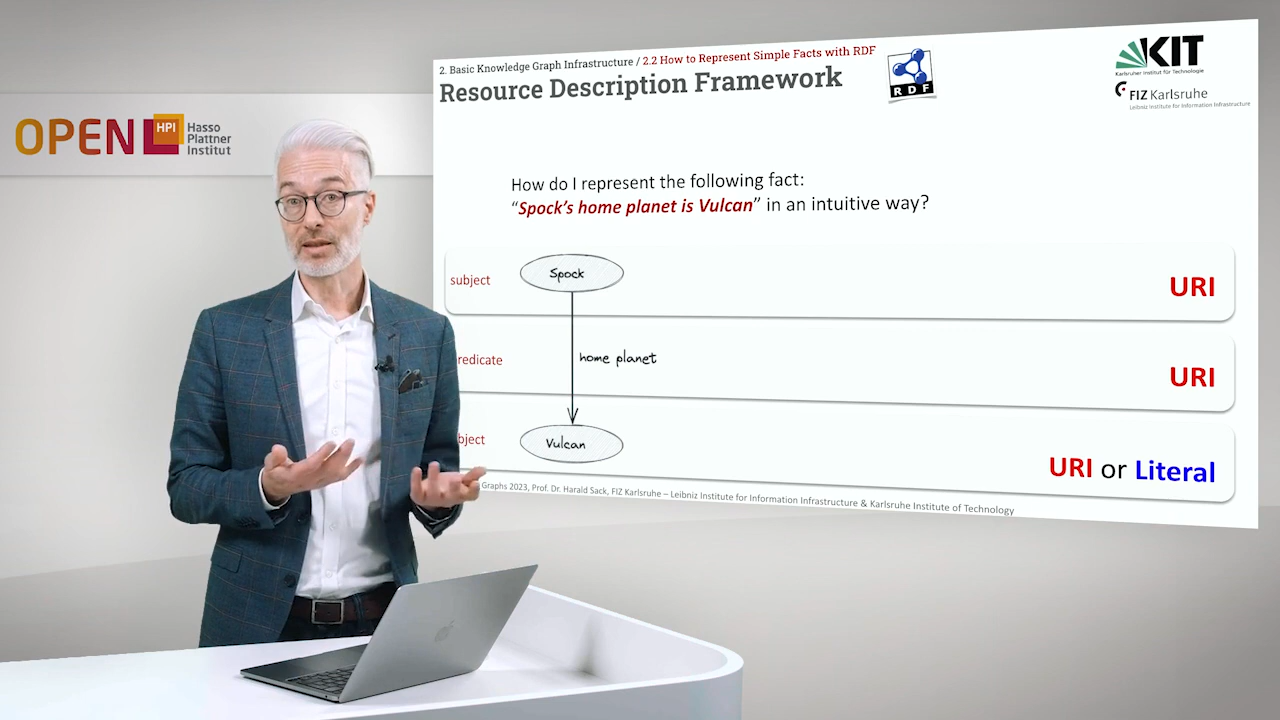 2. Basic Knowledge Graph Infrastructure / 2.2 How to Represent Simple Facts with RDF
Resource Description Framework
RDF
KIT
Karlsruher Institut für Technologie
FIZ Karlsruhe
Leibniz Institute for Information Infrastructure
OPEN HPI Hasso
Plattner
Institut
How do I represent the following fact:
“Spock’s home planet is Vulcan” in an intuitive way?
subject
Spock
URI
redicate
home planet
URI
bject
Vulcan
URI or Literal
Graphs 2023, Prof. Dr. Harald Sack, FIZ Karlsruhe – Leibniz Institute for Information Infrastructure & Karlsruhe Institute of Technology